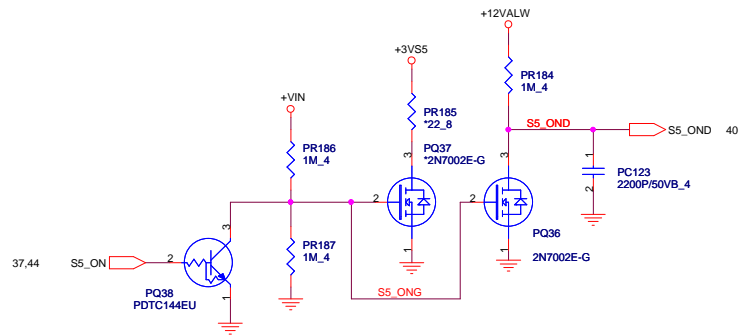 +12VALW
+3VS5
PR184
1M_4
+VIN
PR185
*22_8
S5_OND
S5_OND 40
PR186
1M_4
PQ37
*2N7002E-G
3
3
1
PC123
2200P/50VB_4
2
2
2
3
PR187
1M_4
1
1
PQ36
2N7002E-G
37,44 S5_ON
2
1
S5_ONG
PQ38
PDTC144EU